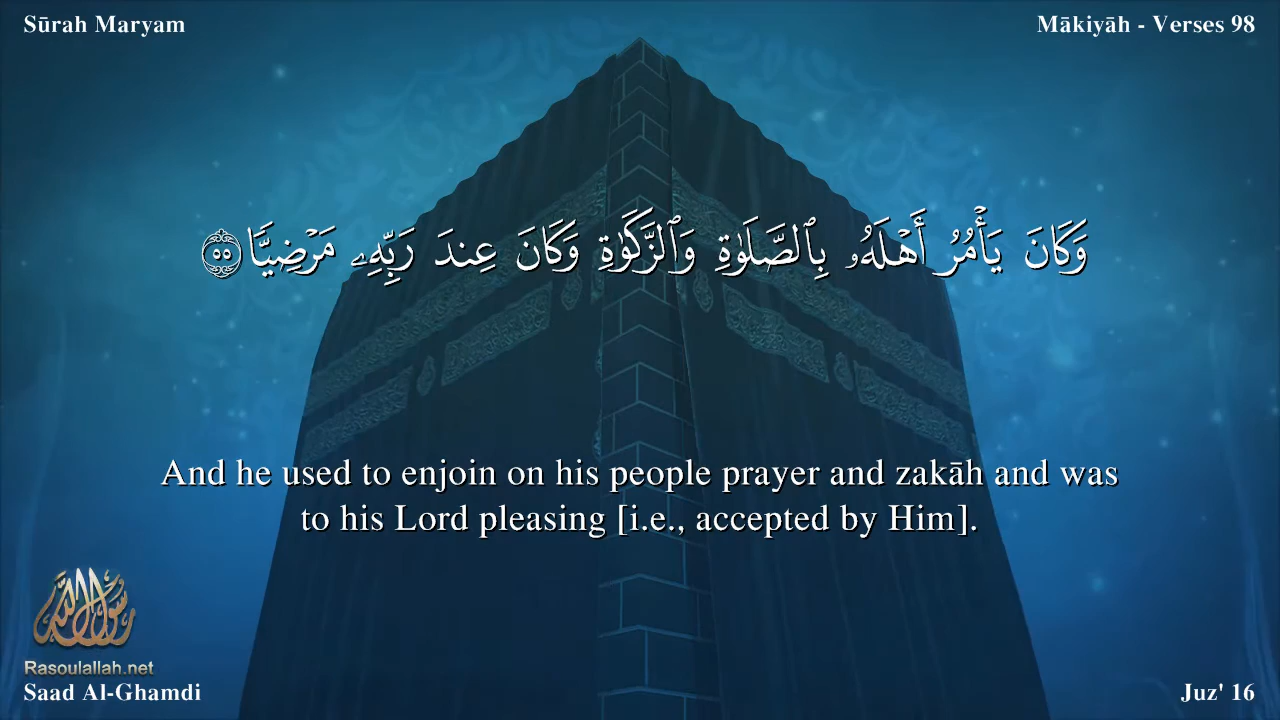 Sūrah Maryam
Mākiyāh - Verses 98
وَكَانَ يَأْمُرُ أَهْلَهُۥ بِٱلصَّلَوٰةِ وَٱلزَّكَوٰةِ وَكَانَ عِندَ رَبِّهِۦ مَرْضِيًّا ٥٥
And he used to enjoin on his people prayer and zakāh and was
to his Lord pleasing [i.e., accepted by Him].
رسول الله
Rasoulallah.net
Saad Al-Ghamdi
Juz' 16